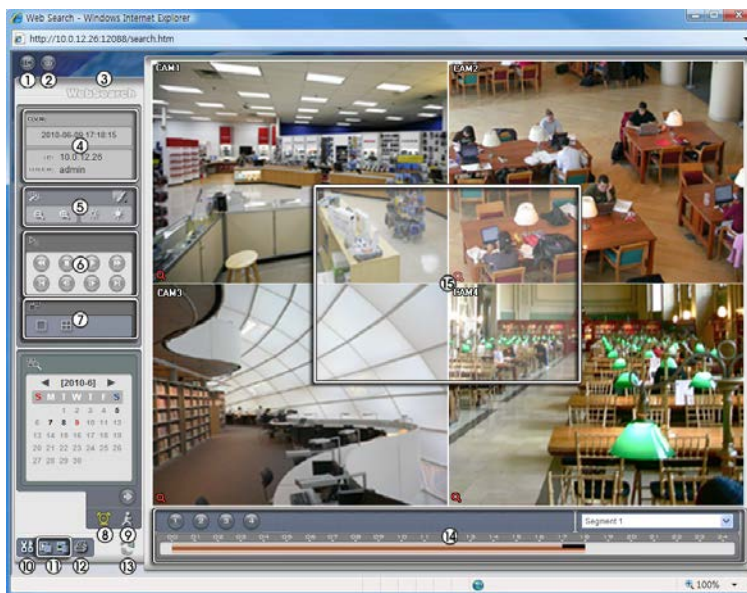 Web Search - Windows Internet Explorer
http://10.0.12.26:12088/search.htm
① ② ③
WebSearch
④
2010-06-09 17:18:15
10.0.12.26
admin
⑤
⑥
⑦
[2010-6]
S M T W T F S
1 2 3 4 5
6 7 8 9 10 11 12
13 14 15 16 17 18 19
20 21 22 23 24 25 26
27 28 29 30
⑧ ⑨
⑩ ⑪ ⑫ ⑬
CAM1
CAM2
CAM3
CAM4
⑮
1 2 3 4
Segment 1
⑭
100%